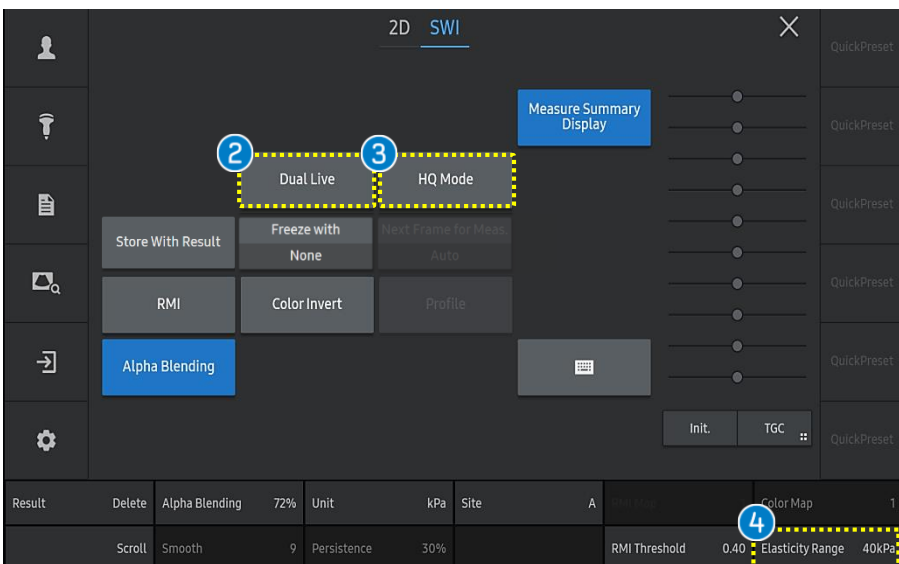 2D SWI
QuickPreset
Measure Summary
Display
QuickPreset
2
3
Dual Live
HQ Mode
QuickPreset
Store With Result
Freeze with
None
Next Frame for Meas.
Auto
RMI
Color Invert
Profile
QuickPreset
Alpha Blending
QuickPreset
Init.
TGC
QuickPreset
Result Delete
Alpha Blending 72%
Unit kPa
Site A
RMI Map
Color Map 1
4
Scroll
Smooth 9
Persistence 30%
RMI Threshold 0.40
Elasticity Range 40kPa